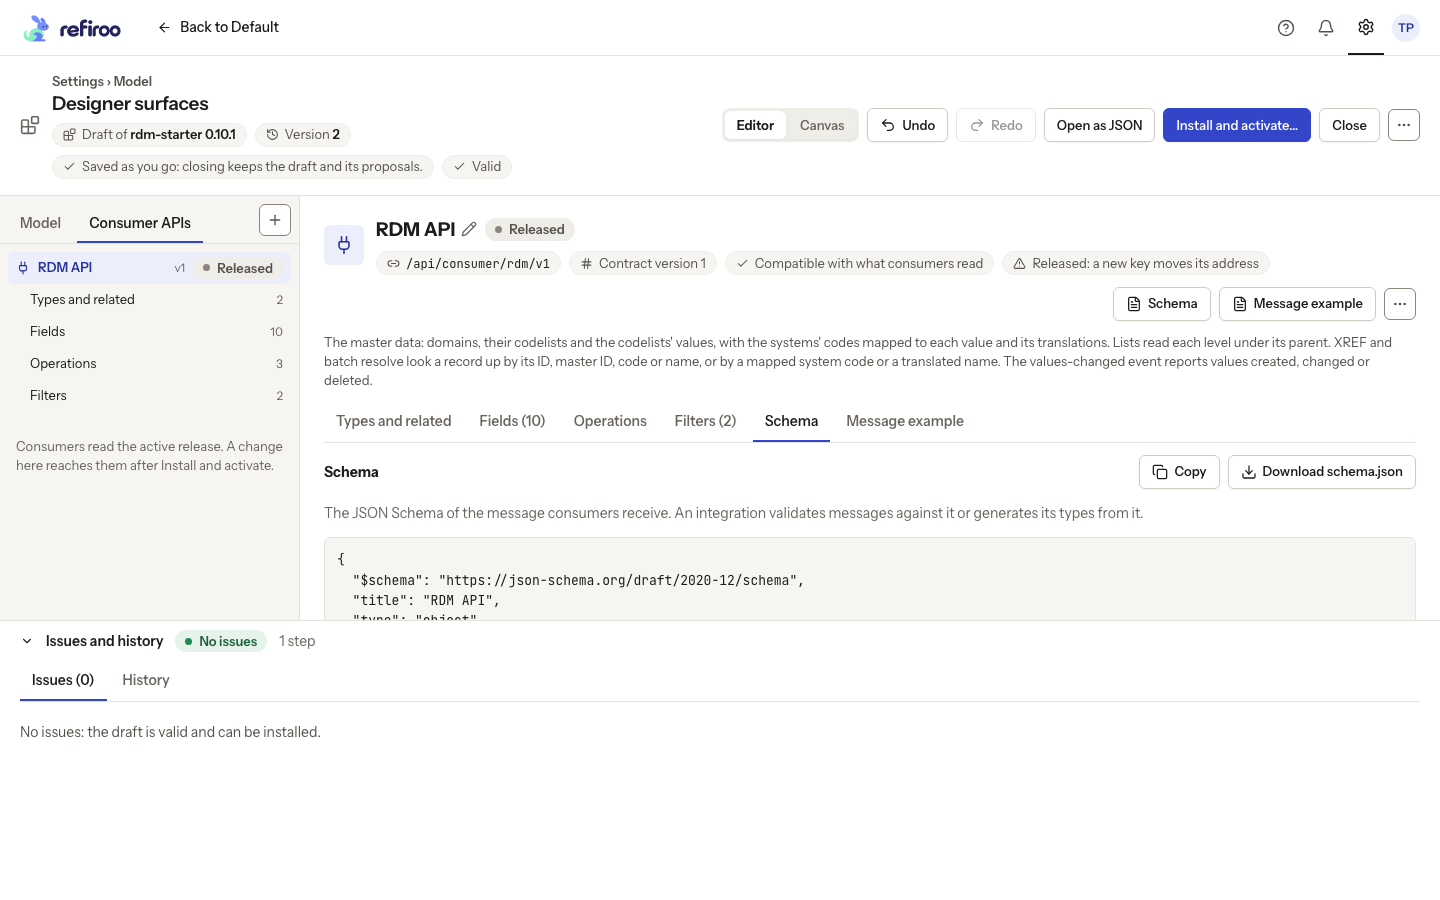 refiroo
Back to Default
TP
Settings › Model
Designer surfaces
Draft of rdm-starter 0.10.1
Version 2
Saved as you go: closing keeps the draft and its proposals.
Valid
Editor
Canvas
Undo
Redo
Open as JSON
Install and activate...
Close
Model
Consumer APIs
RDM API
v1
Released
Types and related
2
Fields
10
Operations
3
Filters
2
Consumers read the active release. A change
here reaches them after Install and activate.
RDM API
Released
/api/consumer/rdm/v1
Contract version 1
Compatible with what consumers read
Released: a new key moves its address
Schema
Message example
The master data: domains, their codelists and the codelists' values, with the systems' codes mapped to each value and its translations. Lists read each level under its parent. XREF and
batch resolve look a record up by its ID, master ID, code or name, or by a mapped system code or a translated name. The values-changed event reports values created, changed or
deleted.
Types and related
Fields (10)
Operations
Filters (2)
Schema
Message example
Schema
Copy
Download schema.json
The JSON Schema of the message consumers receive. An integration validates messages against it or generates its types from it.
{
"$schema": "https://json-schema.org/draft/2020-12/schema",
"title": "RDM API",
"type": "object"
Issues and history
No issues
1 step
Issues (0)
History
No issues: the draft is valid and can be installed.